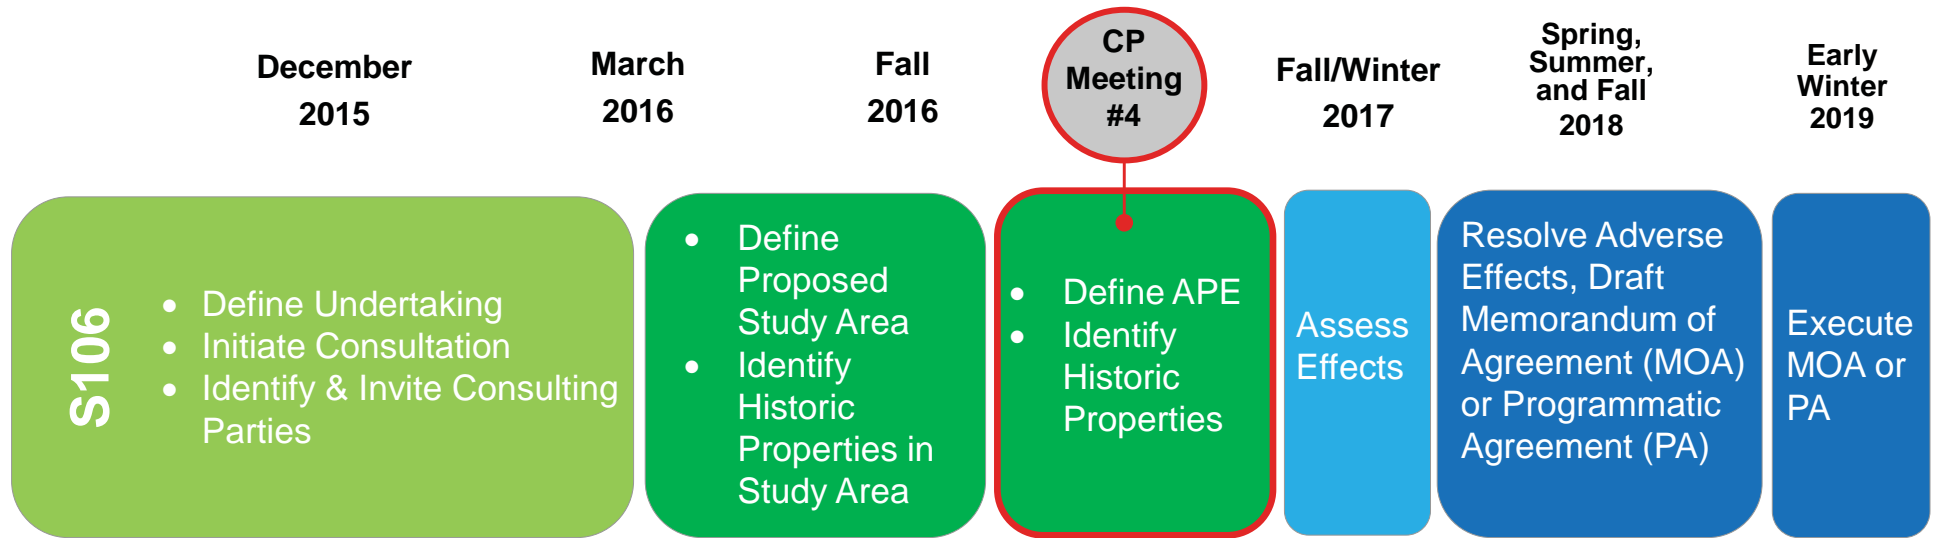 December
2015
March
2016
Fall
2016
CP
Meeting
#4
Fall/Winter
2017
Spring,
Summer,
and Fall
2018
Early
Winter
2019
S106
• Define Undertaking
• Initiate Consultation
• Identify & Invite Consulting
Parties
• Define
Proposed
Study Area
• Identify
Historic
Properties in
Study Area
• Define APE
• Identify
Historic
Properties
Assess
Effects
Resolve Adverse
Effects, Draft
Memorandum of
Agreement (MOA)
or Programmatic
Agreement (PA)
Execute
MOA or
PA